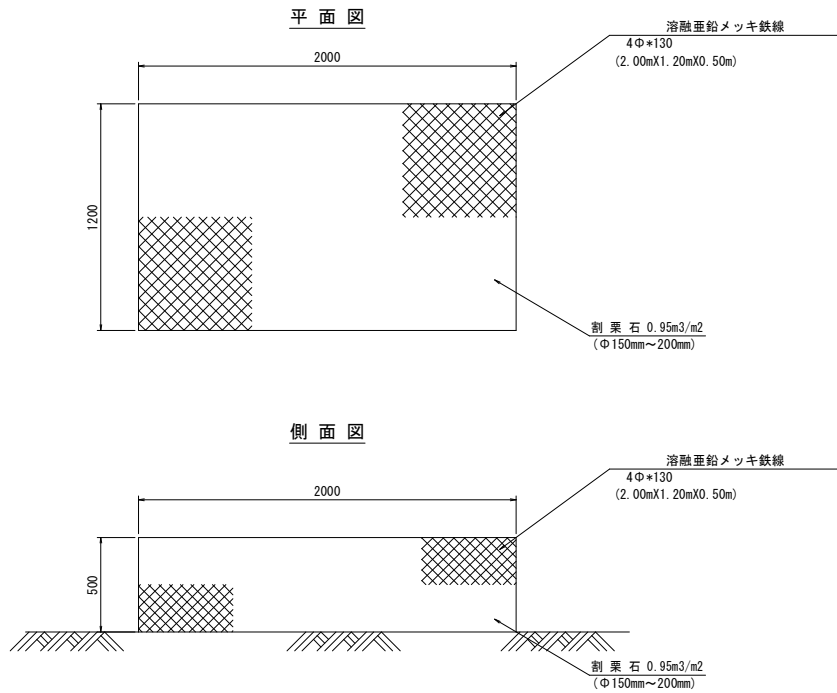 平 面 図
溶融亜鉛メッキ鉄線
4Φ*130
(2.00mX1.20mX0.50m)
2000
1200
割 栗 石 0.95m3/m2
(Φ150mm～200mm)
側 面 図
溶融亜鉛メッキ鉄線
4Φ*130
(2.00mX1.20mX0.50m)
2000
500
割 栗 石 0.95m3/m2
(Φ150mm～200mm)